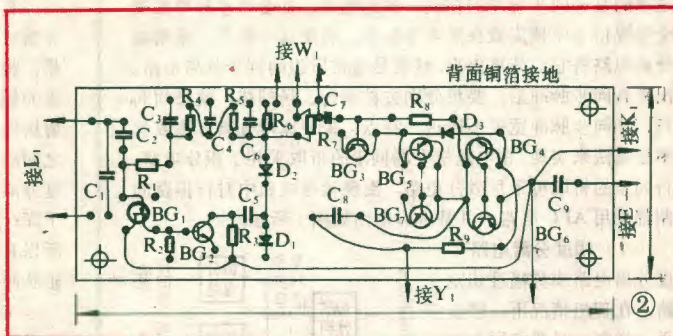 接W₁
背面铜箔接地
C₂
C₃
R₄
C₄
R₅
C₆
R₆
R₇
C₇
R₈
D₃
BG₃
BG₄
接K
接L₁
C₁
R₁
D₂
BG₅
BG₇
C₉
BG₁
C₅
C₈
BG₆
接E
R₂
BG₂
R₃
D₁
R₉
接Y₁
②